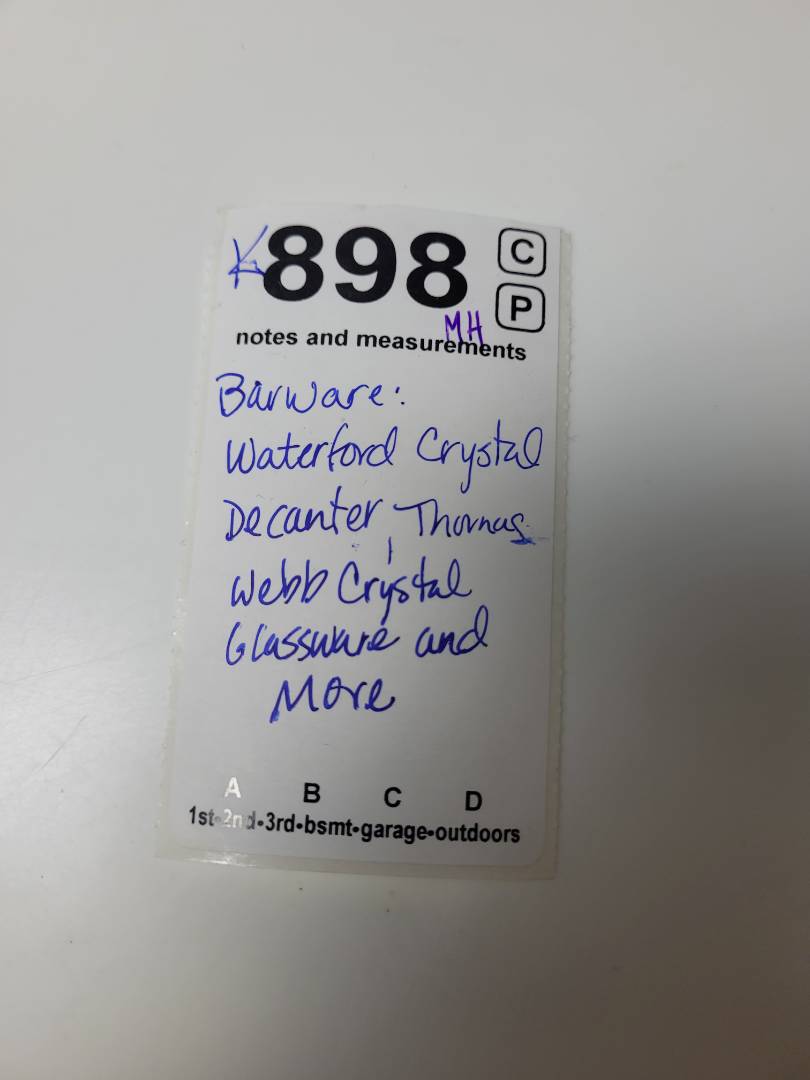 K 898 C
P
MH
notes and measurements
Barware:
Waterford Crystal
Decanter, Thomas
Webb Crystal
Glassware and
More
A B C D
1st•2nd•3rd•bsmt•garage•outdoors